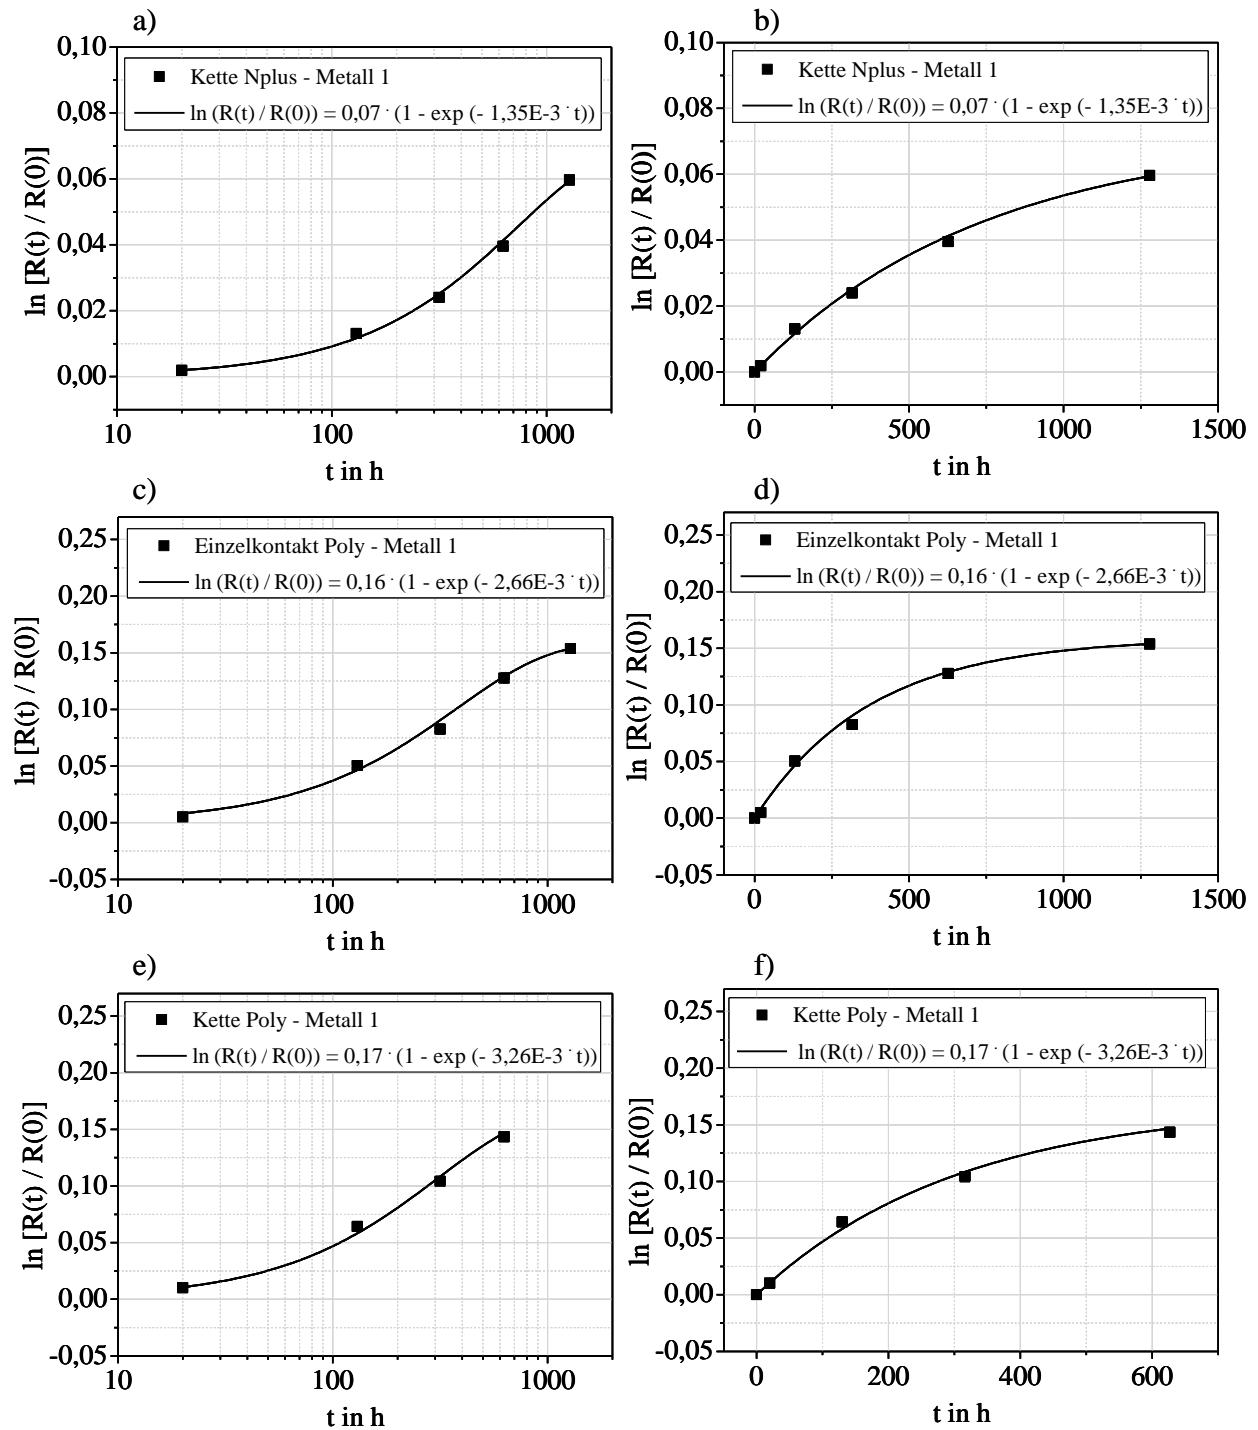 a)
0,10
0,08
0,06
0,04
0,02
0,00
ln [R(t) / R(0)]
Kette Nplus - Metall 1
ln (R(t) / R(0)) = 0,07 · (1 - exp (- 1,35E-3 · t))
10
100
1000
t in h
b)
0,10
0,08
0,06
0,04
0,02
0,00
ln [R(t) / R(0)]
Kette Nplus - Metall 1
ln (R(t) / R(0)) = 0,07 · (1 - exp (- 1,35E-3 · t))
0
500
1000
1500
t in h
c)
0,25
0,20
0,15
0,10
0,05
0,00
-0,05
ln [R(t) / R(0)]
Einzelkontakt Poly - Metall 1
ln (R(t) / R(0)) = 0,16 · (1 - exp (- 2,66E-3 · t))
10
100
1000
t in h
d)
0,25
0,20
0,15
0,10
0,05
0,00
-0,05
ln [R(t) / R(0)]
Einzelkontakt Poly - Metall 1
ln (R(t) / R(0)) = 0,16 · (1 - exp (- 2,66E-3 · t))
0
500
1000
1500
t in h
e)
0,25
0,20
0,15
0,10
0,05
0,00
-0,05
ln [R(t) / R(0)]
Kette Poly - Metall 1
ln (R(t) / R(0)) = 0,17 · (1 - exp (- 3,26E-3 · t))
10
100
1000
t in h
f)
0,25
0,20
0,15
0,10
0,05
0,00
-0,05
ln [R(t) / R(0)]
Kette Poly - Metall 1
ln (R(t) / R(0)) = 0,17 · (1 - exp (- 3,26E-3 · t))
0
200
400
600
t in h